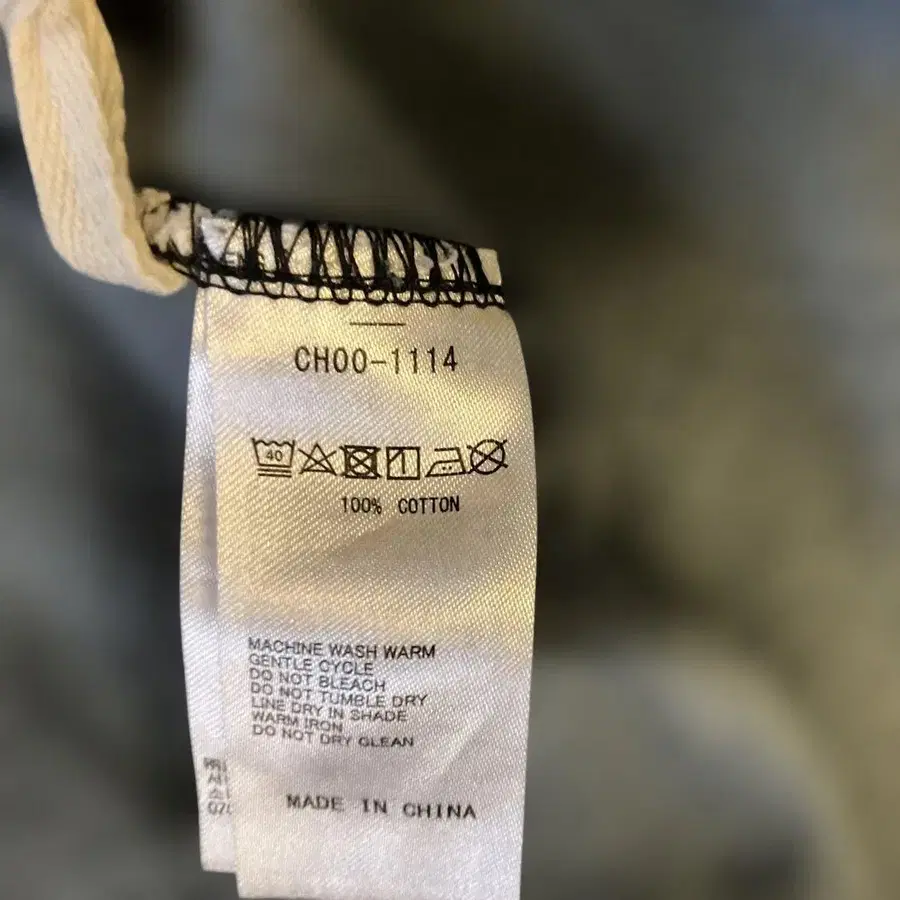 CH00-1114
40
100% COTTON
MACHINE WASH WARM
GENTLE CYCLE
DO NOT BLEACH
DO NOT TUMBLE DRY
LINE DRY IN SHADE
WARM IRON
DO NOT DRY CLEAN
MADE IN CHINA